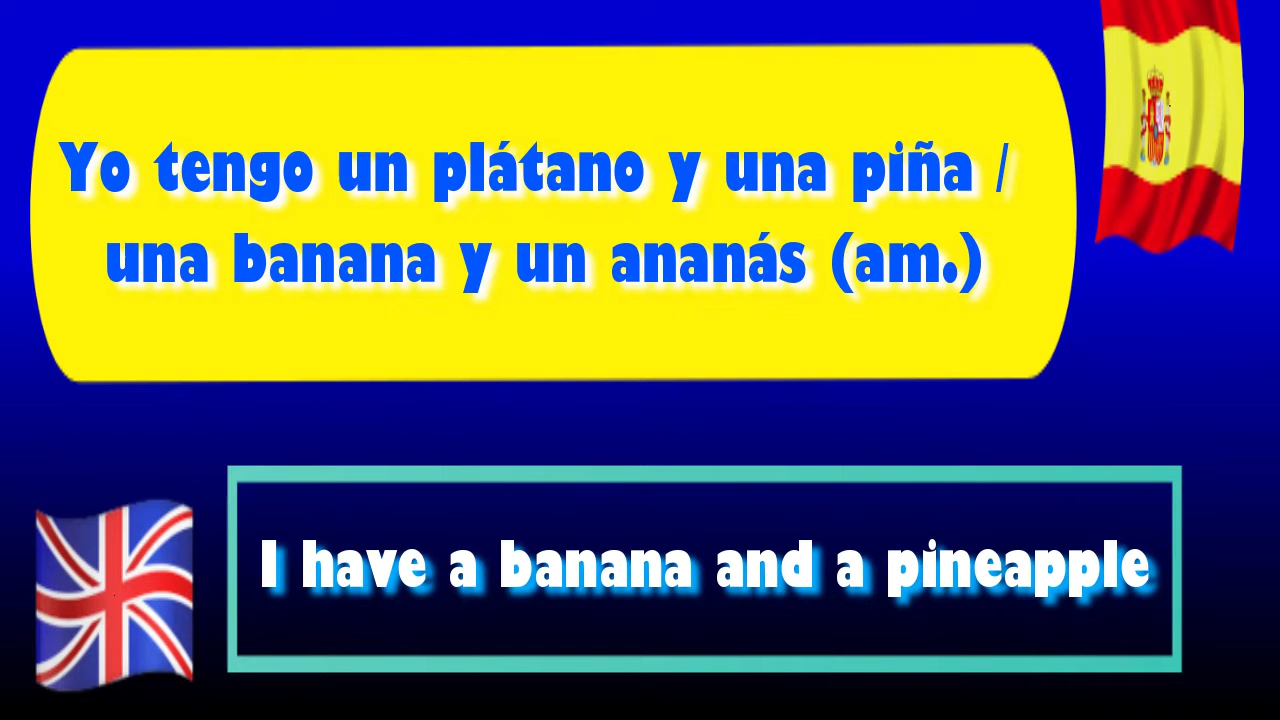 Yo tengo un plátano y una piña /
una banana y un ananás (am.)
I have a banana and a pineapple